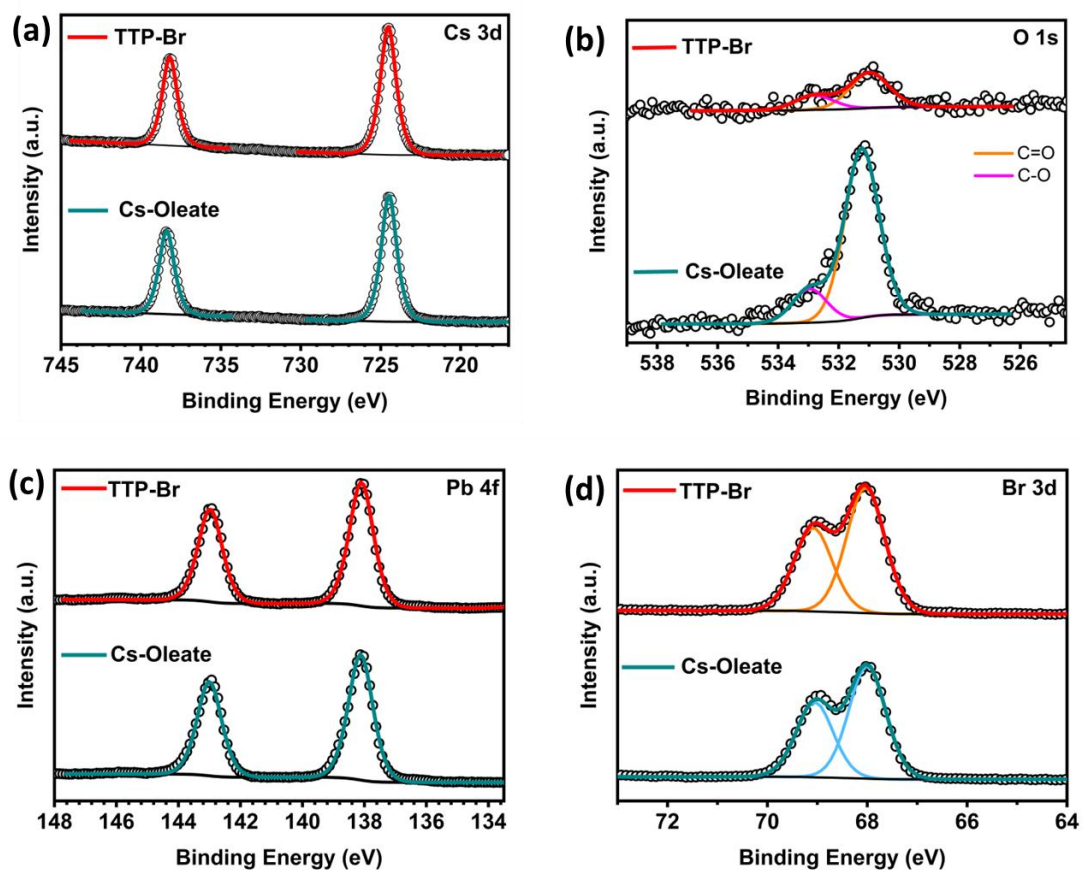 (a)
TTP-Br
Cs 3d
Cs-Oleate
Intensity (a.u.)
745 740 735 730 725 720
Binding Energy (eV)
(b)
TTP-Br
O 1s
C=O
C-O
Cs-Oleate
Intensity (a.u.)
538 536 534 532 530 528 526
Binding Energy (eV)
(c)
TTP-Br
Pb 4f
Cs-Oleate
Intensity (a.u.)
148 146 144 142 140 138 136 134
Binding Energy (eV)
(d)
TTP-Br
Br 3d
Cs-Oleate
Intensity (a.u.)
72 70 68 66 64
Binding Energy (eV)